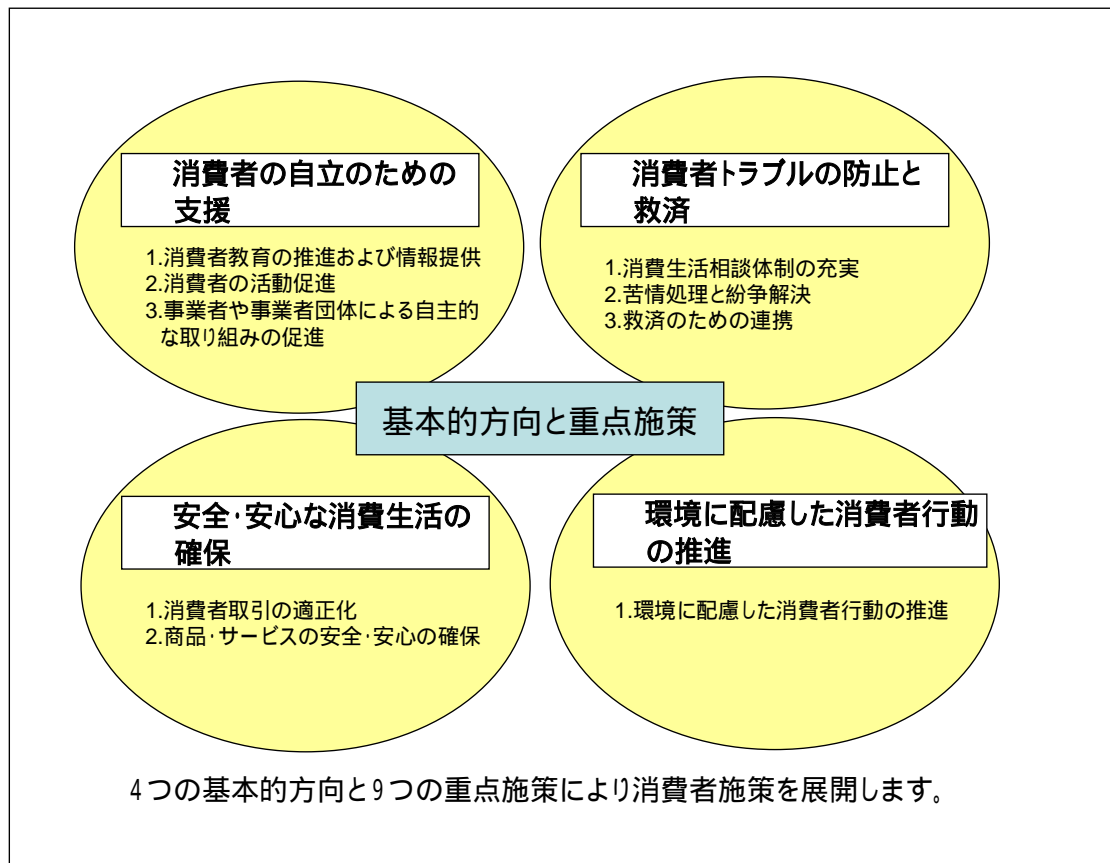 消費者の自立のための
支援
1.消費者教育の推進および情報提供
2.消費者の活動促進
3.事業者や事業者団体による自主的
な取り組みの促進
消費者トラブルの防止と
救済
1.消費生活相談体制の充実
2.苦情処理と紛争解決
3.救済のための連携
基本的方向と重点施策
安全・安心な消費生活の
確保
1.消費者取引の適正化
2.商品・サービスの安全・安心の確保
環境に配慮した消費者行動
の推進
1.環境に配慮した消費者行動の推進
4つの基本的方向と9つの重点施策により消費者施策を展開します。